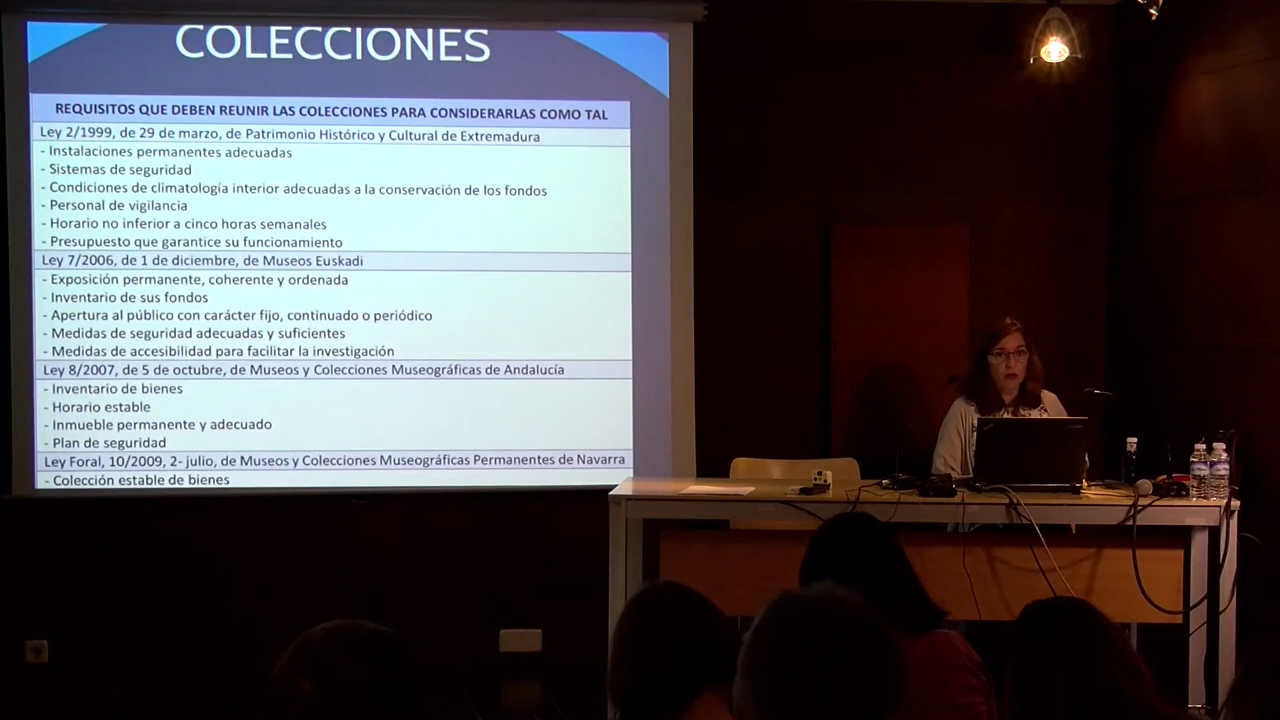 COLECCIONES
REQUISITOS QUE DEBEN REUNIR LAS COLECCIONES PARA CONSIDERARLAS COMO TAL
Ley 2/1999, de 29 de marzo, de Patrimonio Histórico y Cultural de Extremadura
- Instalaciones permanentes adecuadas
- Sistemas de seguridad
- Condiciones de climatología interior adecuadas a la conservación de los fondos
- Personal de vigilancia
- Horario no inferior a cinco horas semanales
- Presupuesto que garantice su funcionamiento
Ley 7/2006, de 1 de diciembre, de Museos Euskadi
- Exposición permanente, coherente y ordenada
- Inventario de sus fondos
- Apertura al público con carácter fijo, continuado o periódico
- Medidas de seguridad adecuadas y suficientes
- Medidas de accesibilidad para facilitar la investigación
Ley 8/2007, de 5 de octubre, de Museos y Colecciones Museográficas de Andalucía
- Inventario de bienes
- Horario estable
- Inmueble permanente y adecuado
- Plan de seguridad
Ley Foral, 10/2009, 2- julio, de Museos y Colecciones Museográficas Permanentes de Navarra
- Colección estable de bienes